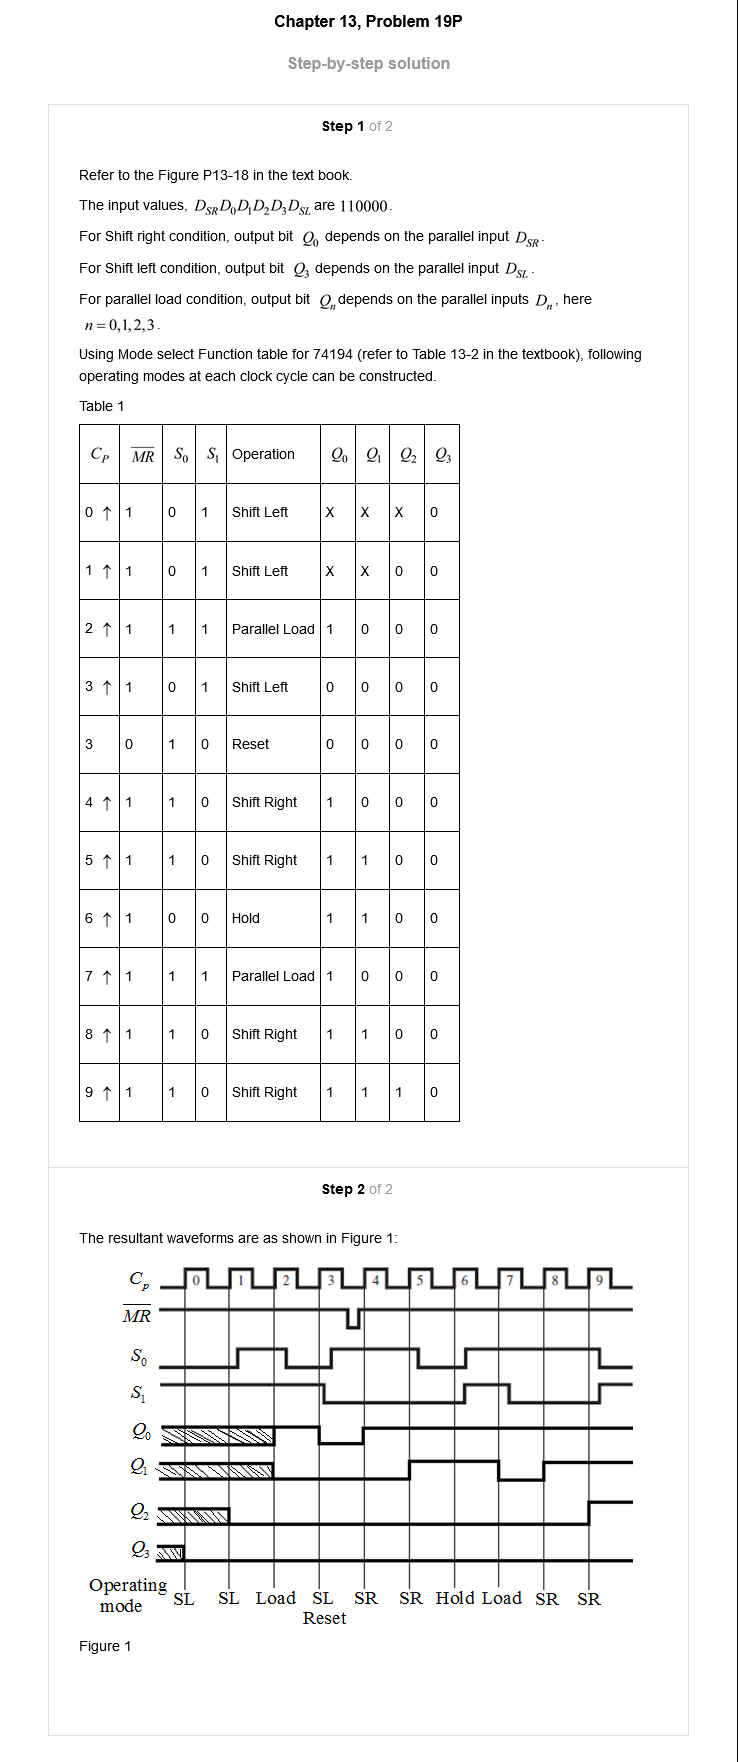 Chapter 13, Problem 19P
Step-by-step solution
Step 1 of 2
Refer to the Figure P13-18 in the text book.
The input values, D_SR D_0 D_1 D_2 D_3 D_SL are 110000.
For Shift right condition, output bit Q_0 depends on the parallel input D_SR.
For Shift left condition, output bit Q_3 depends on the parallel input D_SL.
For parallel load condition, output bit Q_n depends on the parallel inputs D_n, here
n = 0,1,2,3.
Using Mode select Function table for 74194 (refer to Table 13-2 in the textbook), following
operating modes at each clock cycle can be constructed.
Table 1
C_P M̅R̅ S_0 S_1 Operation Q_0 Q_1 Q_2 Q_3
0 ↑ 1 0 1 Shift Left X X X 0
1 ↑ 1 0 1 Shift Left X X 0 0
2 ↑ 1 1 1 Parallel Load 1 0 0 0
3 ↑ 1 0 1 Shift Left 0 0 0 0
3 0 1 0 Reset 0 0 0 0
4 ↑ 1 1 0 Shift Right 1 0 0 0
5 ↑ 1 1 0 Shift Right 1 1 0 0
6 ↑ 1 0 0 Hold 1 1 0 0
7 ↑ 1 1 1 Parallel Load 1 0 0 0
8 ↑ 1 1 0 Shift Right 1 1 0 0
9 ↑ 1 1 0 Shift Right 1 1 1 0
Step 2 of 2
The resultant waveforms are as shown in Figure 1:
C_p 0 1 2 3 4 5 6 7 8 9
M̅R̅
S_0
S_1
Q_0
Q_1
Q_2
Q_3
Operating
mode SL SL Load SL SR SR Hold Load SR SR
Reset
Figure 1